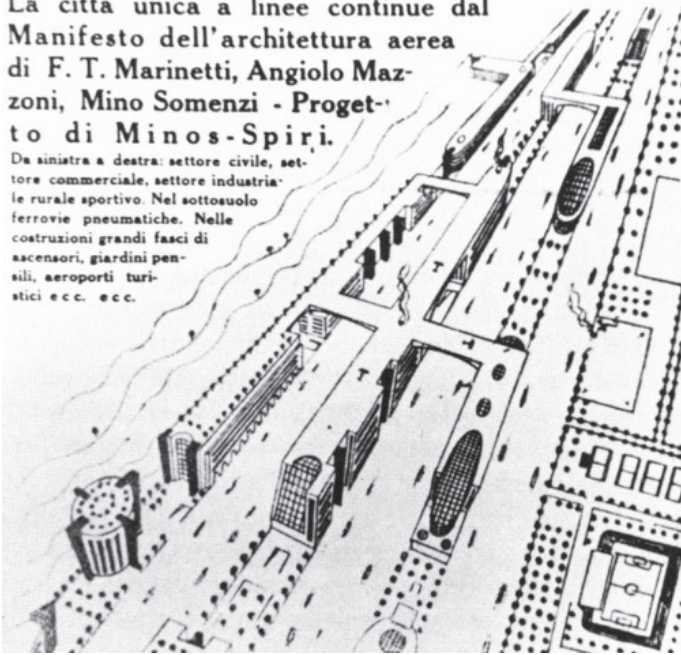 La città unica a linee continue dal
Manifesto dell'architettura aerea
di F. T. Marinetti, Angiolo Maz-
zoni, Mino Somenzi - Proget-
to di Minos-Spiri.
Da sinistra a destra: settore civile, set-
tore commerciale, settore industria-
le rurale sportivo. Nel sottosuolo
ferrovie pneumatiche. Nelle
costruzioni grandi fasci di
ascensori, giardini pen-
sili, aeroporti turi-
stici ecc. ecc.